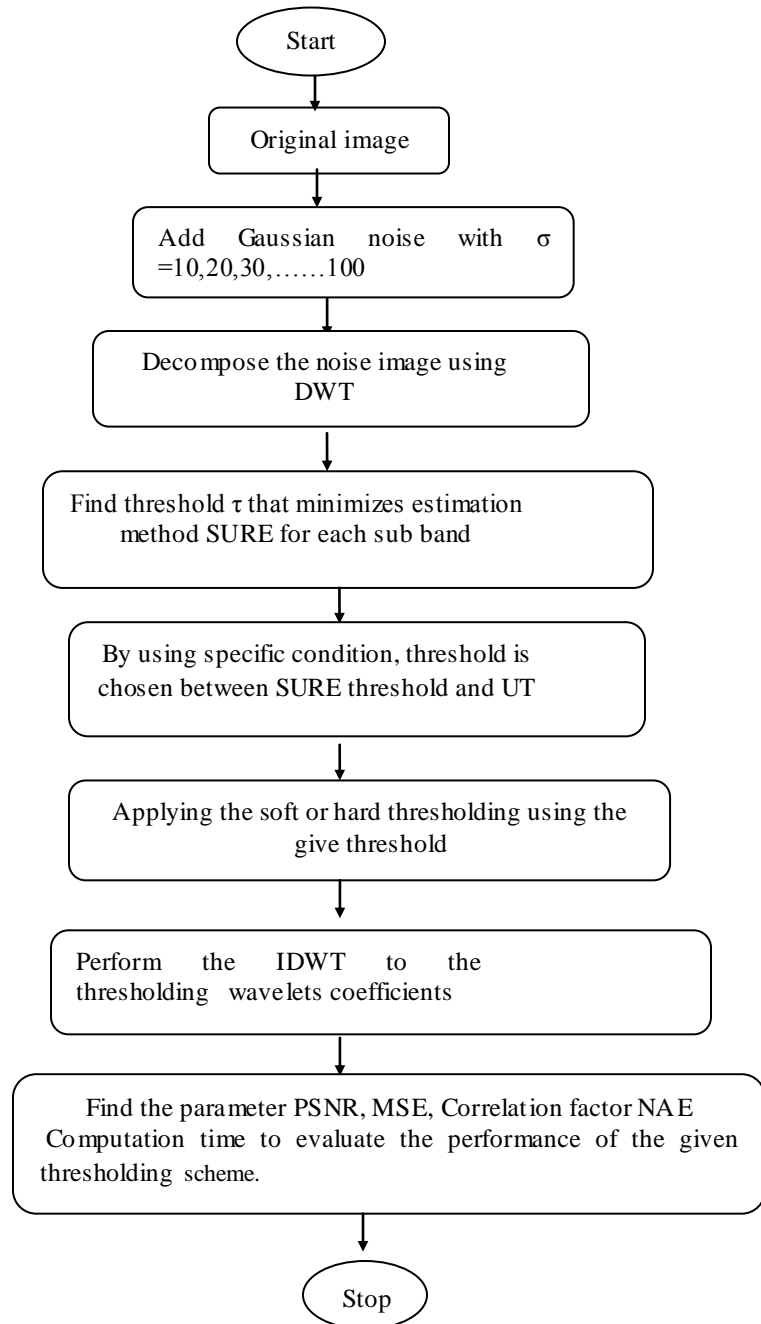 Start
Original image
Add Gaussian noise with σ
=10,20,30,……100
Decompose the noise image using
DWT
Find threshold τ that minimizes estimation
method SURE for each sub band
By using specific condition, threshold is
chosen between SURE threshold and UT
Applying the soft or hard thresholding using the
give threshold
Perform the IDWT to the
thresholding wavelets coefficients
Find the parameter PSNR, MSE, Correlation factor NAE
Computation time to evaluate the performance of the given
thresholding scheme.
Stop